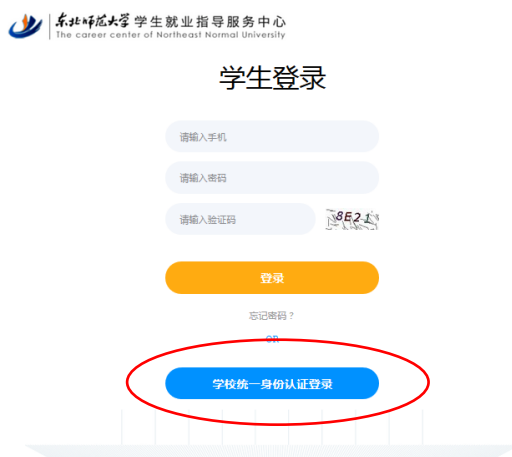 东北师范大学 学生就业指导服务中心
The career center of Northeast Normal University
学生登录
请输入手机
请输入密码
请输入验证码 8E21
登录
忘记密码？
OR
学校统一身份认证登录